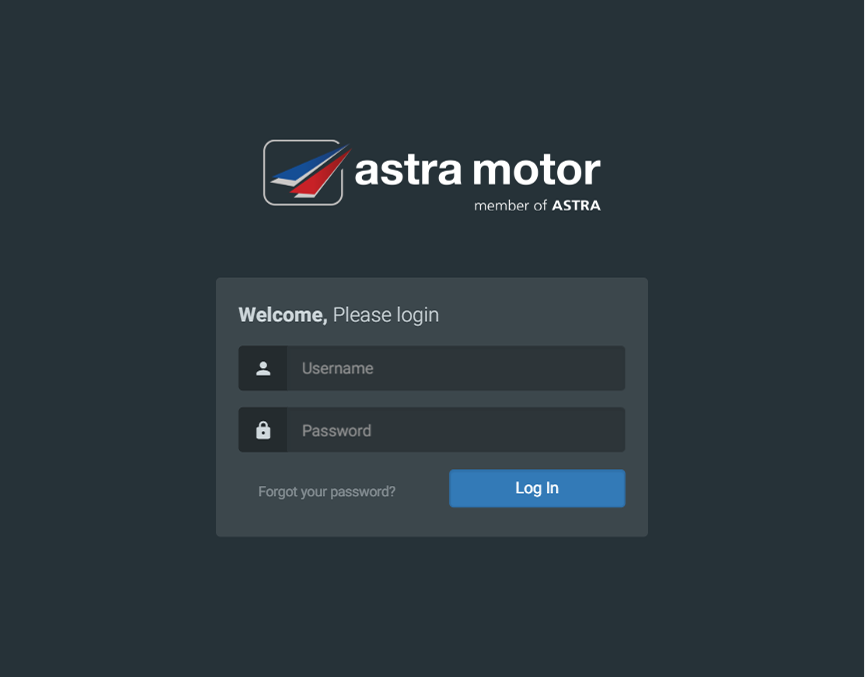 astra motor
member of ASTRA
Welcome, Please login
Username
Password
Forgot your password?
Log In